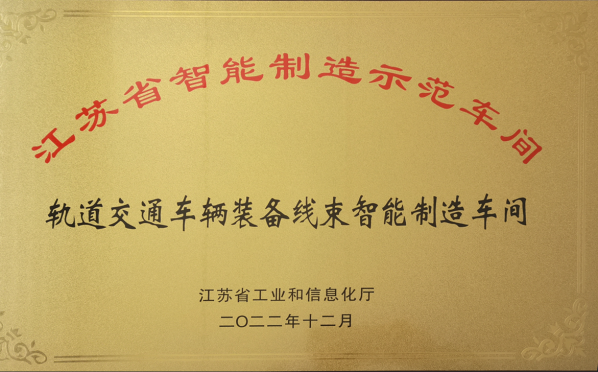 江苏省智能制造示范车间
轨道交通车辆装备线束智能制造车间
江苏省工业和信息化厅
二〇二二年十二月